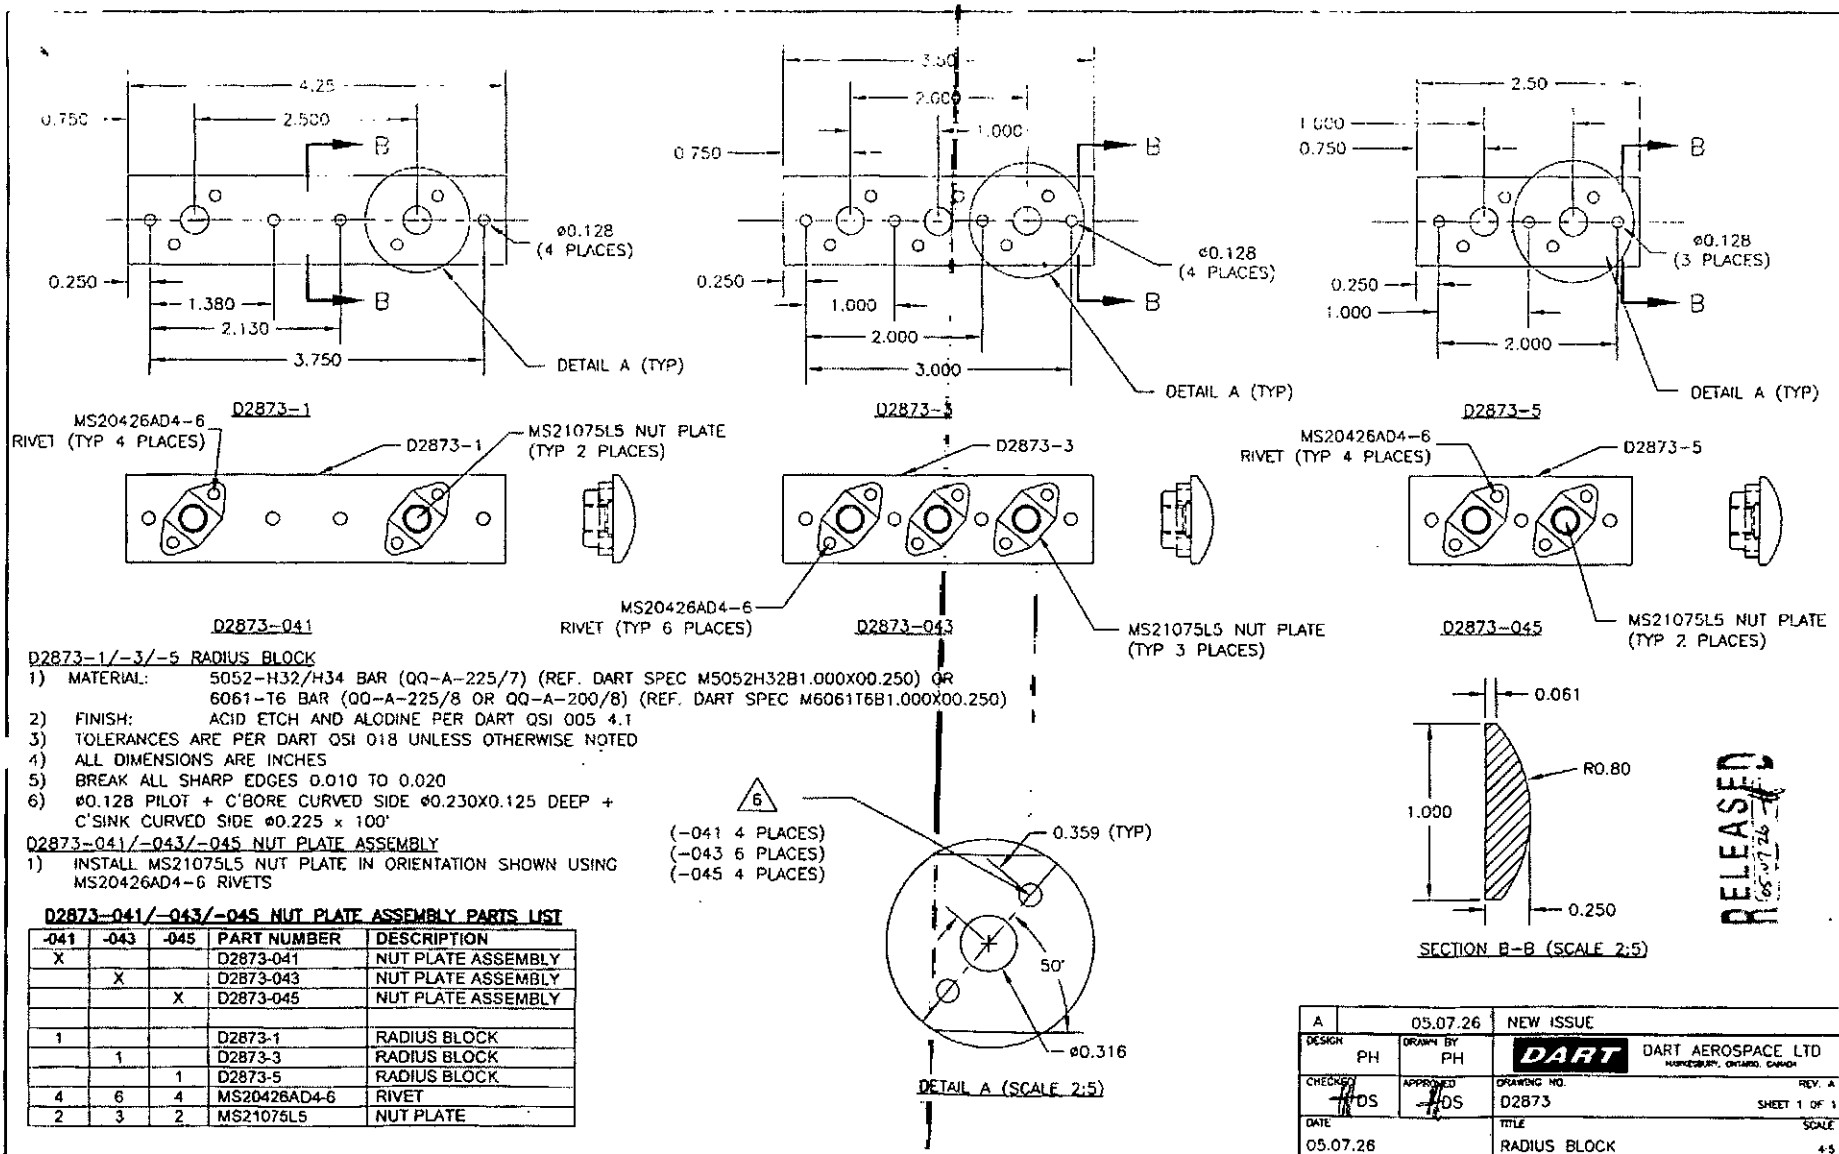 4.25
0.750
2.500
B
Ø0.128
(4 PLACES)
0.250
1.380
B
2.130
3.750
DETAIL A (TYP)
D2873-1
3.50
2.000
1.000
0.750
B
Ø0.128
(4 PLACES)
0.250
1.000
B
2.000
3.000
DETAIL A (TYP)
D2873-3
2.50
1.000
0.750
B
Ø0.128
(3 PLACES)
0.250
1.000
B
2.000
DETAIL A (TYP)
D2873-5
MS20426AD4-6
RIVET (TYP 4 PLACES)
D2873-1
MS21075L5 NUT PLATE
(TYP 2 PLACES)
D2873-041
D2873-3
MS20426AD4-6
RIVET (TYP 6 PLACES)
D2873-043
MS21075L5 NUT PLATE
(TYP 3 PLACES)
MS20426AD4-6
RIVET (TYP 4 PLACES)
D2873-5
D2873-045
MS21075L5 NUT PLATE
(TYP 2 PLACES)
D2873-1/-3/-5 RADIUS BLOCK
1) MATERIAL: 5052-H32/H34 BAR (QQ-A-225/7) (REF. DART SPEC M5052H32B1.000X00.250) OR
6061-T6 BAR (QQ-A-225/8 OR QQ-A-200/8) (REF. DART SPEC M6061T6B1.000X00.250)
2) FINISH: ACID ETCH AND ALODINE PER DART QSI 005 4.1
3) TOLERANCES ARE PER DART QSI 018 UNLESS OTHERWISE NOTED
4) ALL DIMENSIONS ARE INCHES
5) BREAK ALL SHARP EDGES 0.010 TO 0.020
6) Ø0.128 PILOT + C'BORE CURVED SIDE Ø0.230X0.125 DEEP +
C'SINK CURVED SIDE Ø0.225 x 100°
D2873-041/-043/-045 NUT PLATE ASSEMBLY
1) INSTALL MS21075L5 NUT PLATE IN ORIENTATION SHOWN USING
MS20426AD4-6 RIVETS
D2873-041/-043/-045 NUT PLATE ASSEMBLY PARTS LIST
-041 -043 -045 PART NUMBER DESCRIPTION
X D2873-041 NUT PLATE ASSEMBLY
X D2873-043 NUT PLATE ASSEMBLY
X D2873-045 NUT PLATE ASSEMBLY
1 D2873-1 RADIUS BLOCK
1 D2873-3 RADIUS BLOCK
1 D2873-5 RADIUS BLOCK
4 6 4 MS20426AD4-6 RIVET
2 3 2 MS21075L5 NUT PLATE
6
(-041 4 PLACES)
(-043 6 PLACES)
(-045 4 PLACES)
0.359 (TYP)
50°
Ø0.316
DETAIL A (SCALE 2:5)
0.061
R0.80
1.000
0.250
SECTION B-B (SCALE 2:5)
RELEASED
05.07.26
A 05.07.26 NEW ISSUE
DESIGN PH
DRAWN BY PH
DART DART AEROSPACE LTD
HAWKESBURY, ONTARIO, CANADA
CHECKED DS
APPROVED DS
DRAWING NO. REV. A
D2873 SHEET 1 OF 1
DATE TITLE SCALE
05.07.26 RADIUS BLOCK 4:5